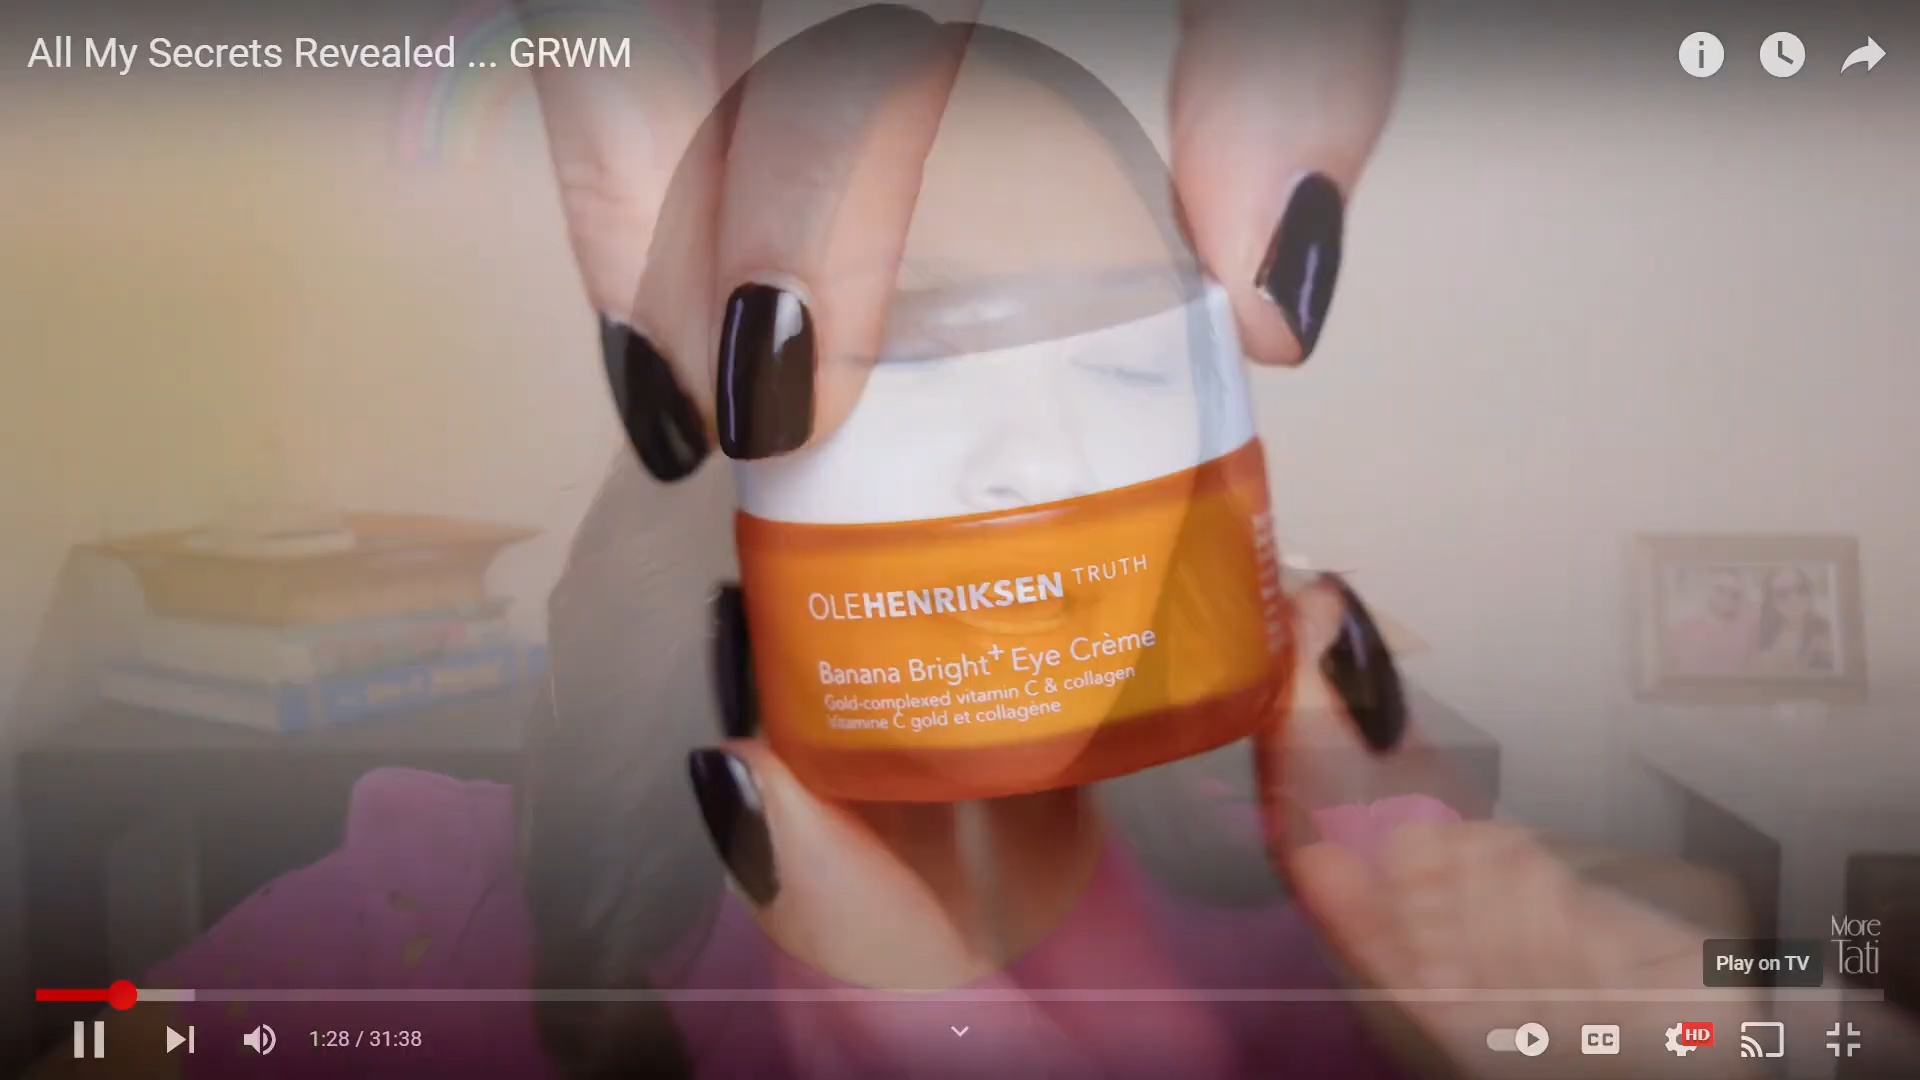 All My Secrets Revealed ... GRWM
OLEHENRIKSEN TRUTH
Banana Bright+ Eye Crème
Gold-complexed vitamin C & collagen
Vitamine C gold et collagène
More
Tati
Play on TV
1:28 / 31:38
CC
HD